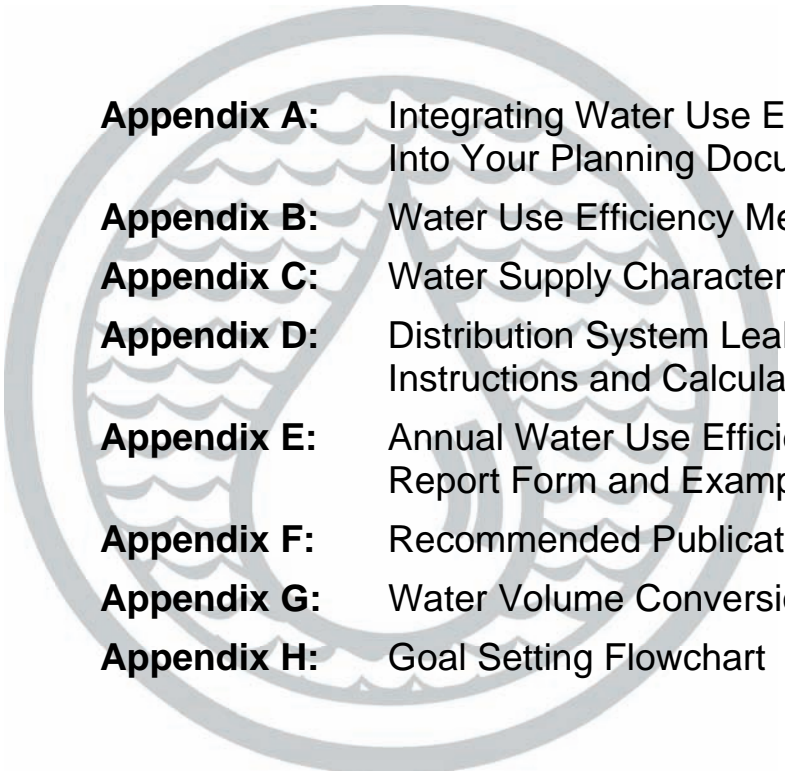 Appendix A: Integrating Water Use E
Into Your Planning Docu
Appendix B: Water Use Efficiency Me
Appendix C: Water Supply Character
Appendix D: Distribution System Lea
Instructions and Calcula
Appendix E: Annual Water Use Effici
Report Form and Examp
Appendix F: Recommended Publicat
Appendix G: Water Volume Conversi
Appendix H: Goal Setting Flowchart